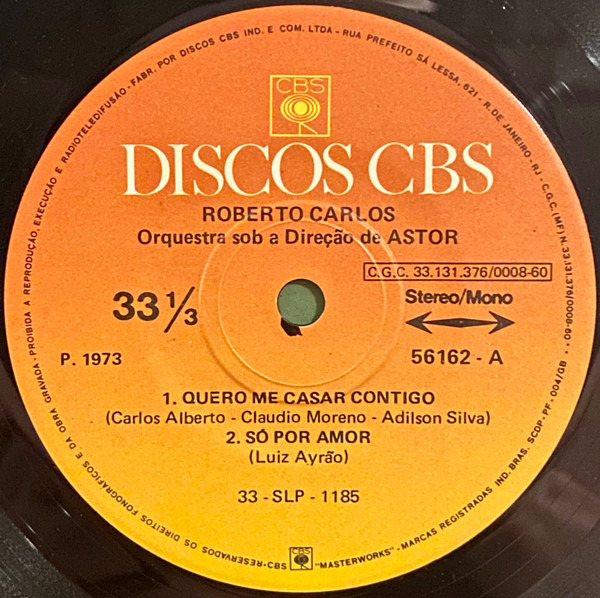 FABR. POR DISCOS CBS IND. E COM. LTDA - RUA PREFEITO SÁ LESSA, 621 - R. DE JANEIRO - RJ - C.G.C. (MF) N. 33.131.376/0008-60 · · SCDP - PF - 004/GB
CBS
DISCOS CBS
ROBERTO CARLOS
Orquestra sob a Direção de ASTOR
C.G.C. 33.131.376/0008-60
33 1/3
Stereo/Mono
P. 1973
56162 - A
1. QUERO ME CASAR CONTIGO
(Carlos Alberto - Claudio Moreno - Adilson Silva)
2. SÓ POR AMOR
(Luiz Ayrão)
33 - SLP - 1185
CBS
"MASTERWORKS" - MARCAS REGISTRADAS IND. BRAS.
CBS - RESERVADOS OS DIREITOS FONOGRÁFICOS E DA OBRA GRAVADA - PROIBIDA A REPRODUÇÃO, EXECUÇÃO E RADIOTELEDIFUSÃO -